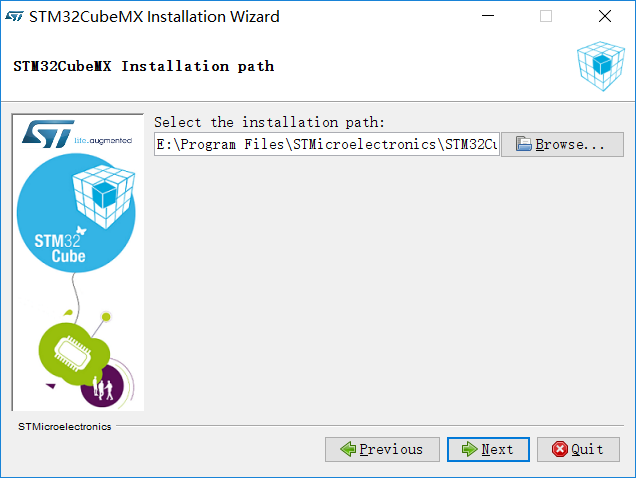 STM32CubeMX Installation Wizard
STM32CubeMX Installation path
ST life.augmented
Select the installation path:
E:\Program Files\STMicroelectronics\STM32Cu
Browse...
STM32
Cube
STMicroelectronics
Previous
Next
Quit